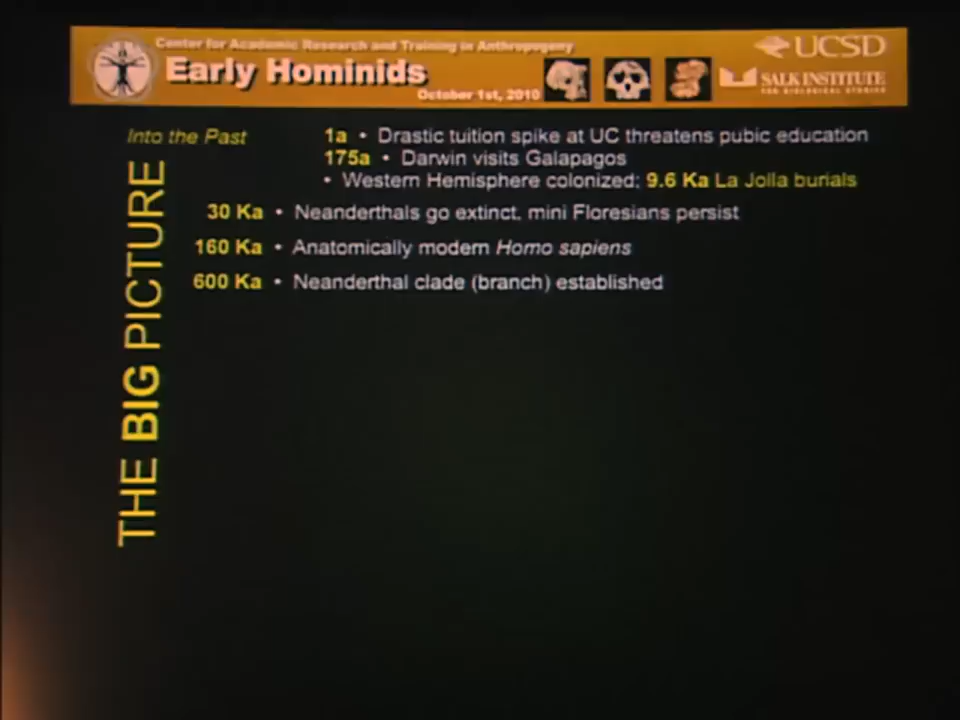 Center for Academic Research and Training in Anthropogeny
Early Hominids
October 1st, 2010
UCSD
SALK INSTITUTE
FOR BIOLOGICAL STUDIES
Into the Past
1a • Drastic tuition spike at UC threatens pubic education
175a • Darwin visits Galapagos
• Western Hemisphere colonized: 9.6 Ka La Jolla burials
30 Ka • Neanderthals go extinct, mini Floresians persist
160 Ka • Anatomically modern Homo sapiens
600 Ka • Neanderthal clade (branch) established
THE BIG PICTURE